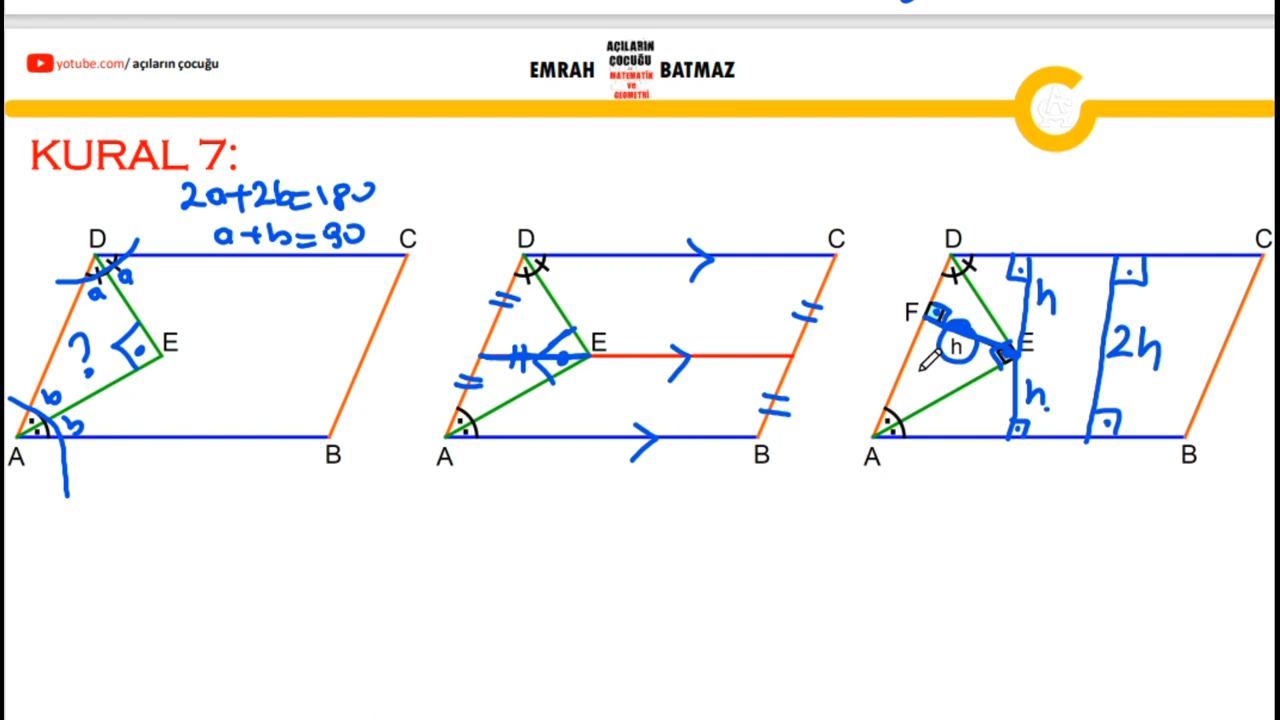 yotube.com/ açıların çocuğu
EMRAH
AÇILARIN
ÇOCUĞU
MATEMATİK
ve
GEOMETRİ
BATMAZ
KURAL 7:
2a+2b=180
a+b=90
D C
a
a
E
?
b
b
A B
D C
E
A B
D C
h
F
h
E
2h
h
A B